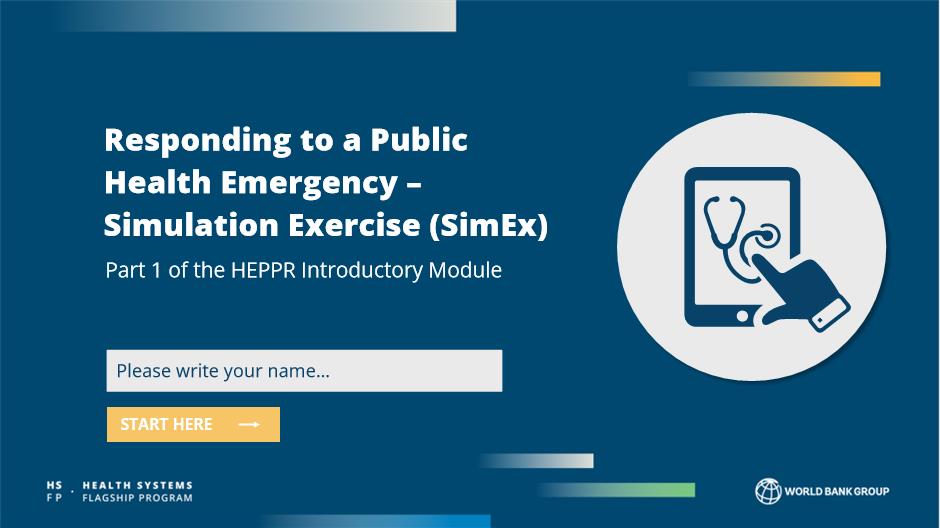 Responding to a Public
Health Emergency –
Simulation Exercise (SimEx)
Part 1 of the HEPPR Introductory Module
Please write your name...
START HERE
HS
FP
HEALTH SYSTEMS
FLAGSHIP PROGRAM
WORLD BANK GROUP